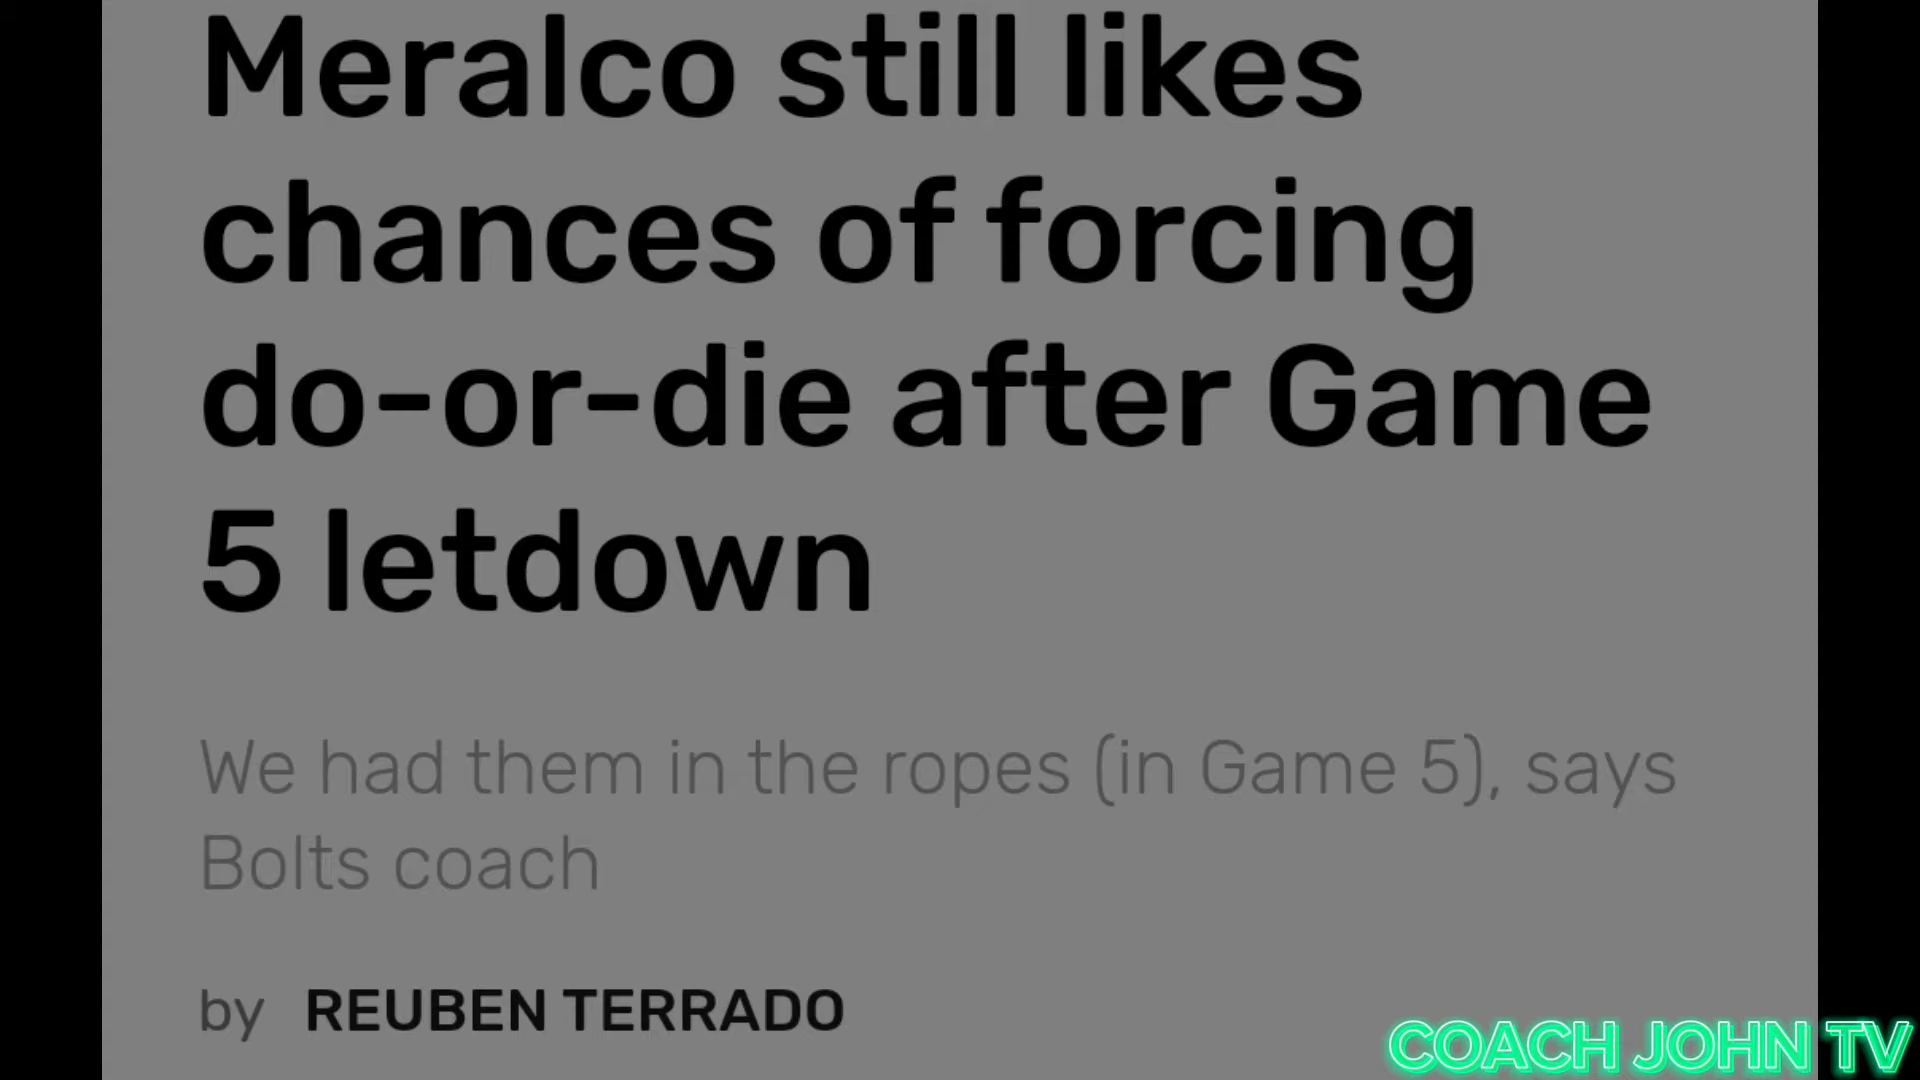 Meralco still likes
chances of forcing
do-or-die after Game
5 letdown
We had them in the ropes (in Game 5), says
Bolts coach
by REUBEN TERRADO
COACH JOHN TV